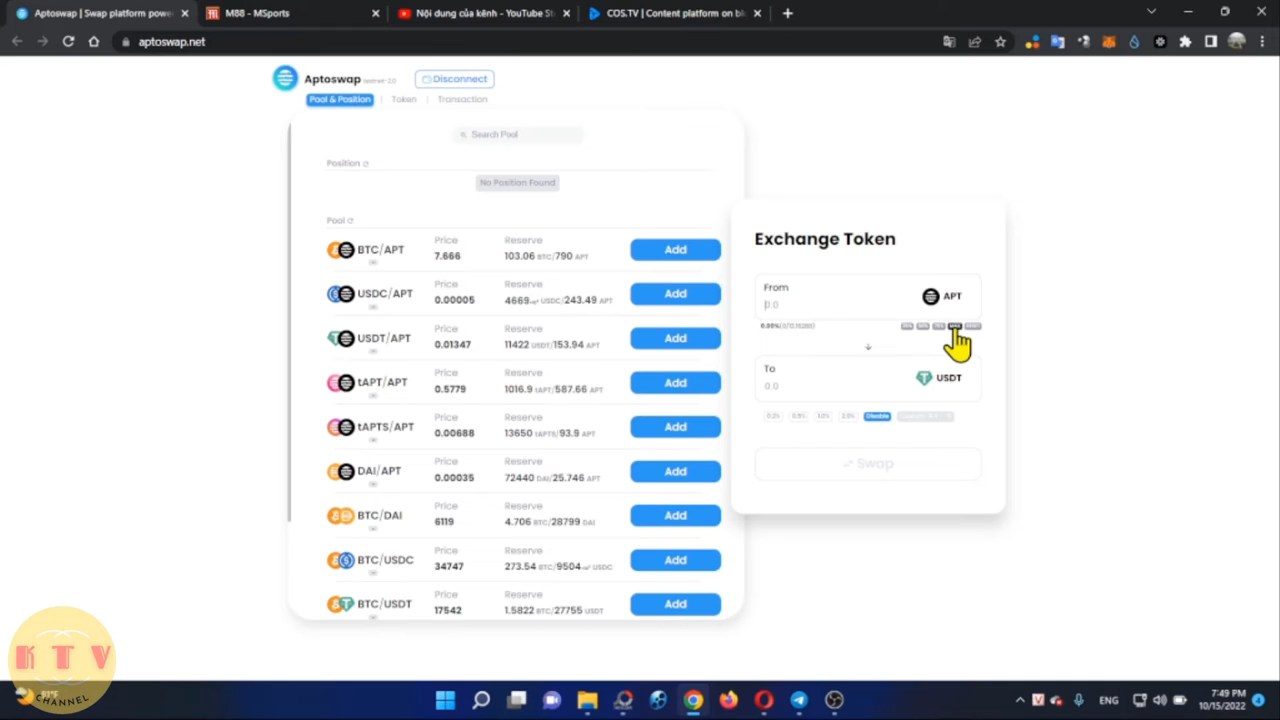 Aptoswap | Swap platform powe
M88 - MSports
Nội dung của kênh - YouTube St
COS.TV | Content platform on bl
aptoswap.net
Aptoswap
Disconnect
Pool & Position | Token | Transaction
Search Pool
Position
No Position Found
Pool
BTC/APT Price 7.666 Reserve 103.06 BTC/790 APT Add
USDC/APT Price 0.00005 Reserve 4669 USDC/243.49 APT Add
USDT/APT Price 0.01347 Reserve 11422 USDT/153.94 APT Add
tAPT/APT Price 0.5779 Reserve 1016.9 tAPT/587.66 APT Add
tAPTS/APT Price 0.00688 Reserve 13650 tAPTS/93.9 APT Add
DAI/APT Price 0.00035 Reserve 72440 DAI/25.746 APT Add
BTC/DAI Price 6119 Reserve 4.706 BTC/28799 DAI Add
BTC/USDC Price 34747 Reserve 273.54 BTC/9504 USDC Add
BTC/USDT Price 17542 Reserve 1.5822 BTC/27755 USDT Add
Exchange Token
From
0.0
APT
To
0.0
USDT
Swap
KTV
CHANNEL
ENG
7:49 PM
10/15/2022